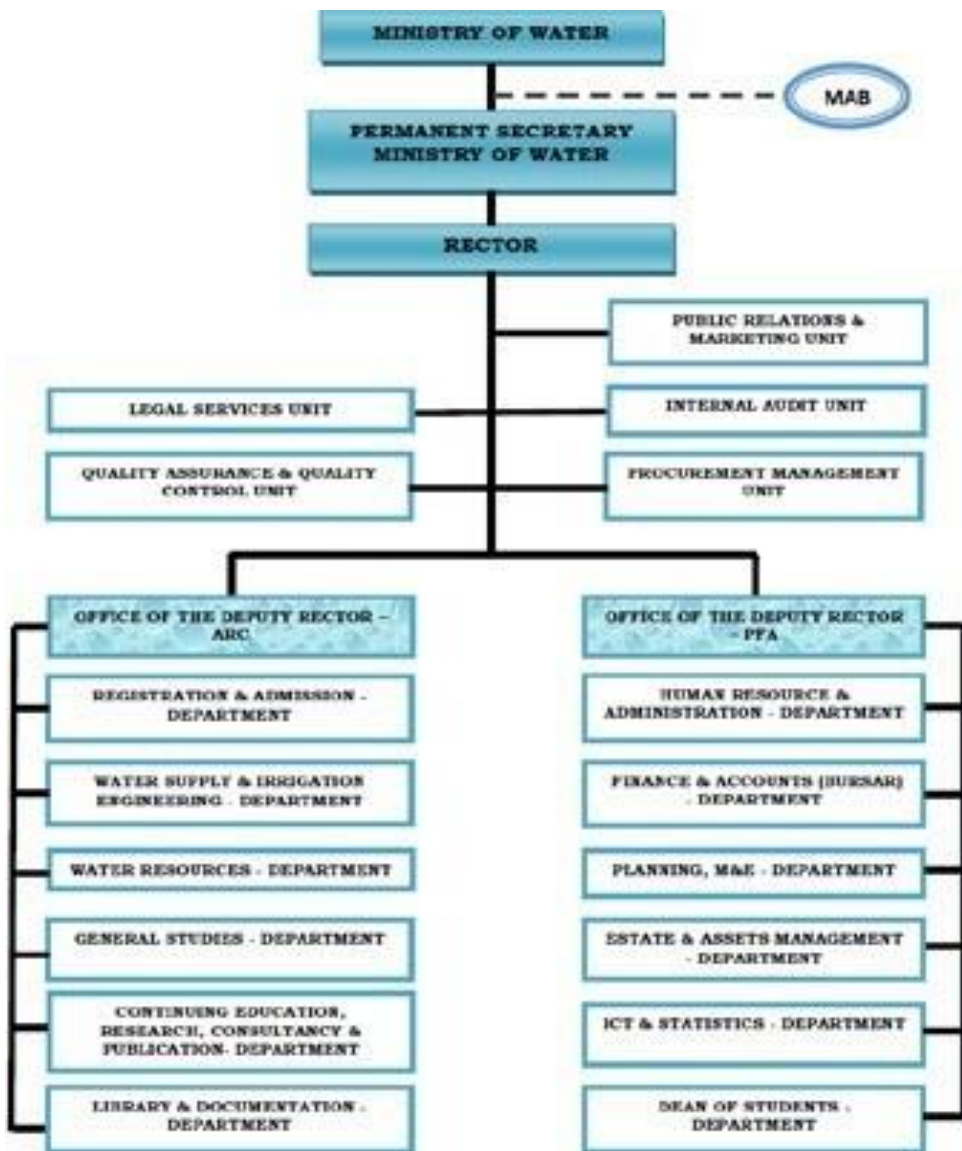 MINISTRY OF WATER
MAB
PERMANENT SECRETARY
MINISTRY OF WATER
RECTOR
PUBLIC RELATIONS &
MARKETING UNIT
LEGAL SERVICES UNIT
INTERNAL AUDIT UNIT
QUALITY ASSURANCE & QUALITY
CONTROL UNIT
PROCUREMENT MANAGEMENT
UNIT
OFFICE OF THE DEPUTY RECTOR –
ARC
REGISTRATION & ADMISSION -
DEPARTMENT
WATER SUPPLY & IRRIGATION
ENGINEERING - DEPARTMENT
WATER RESOURCES - DEPARTMENT
GENERAL STUDIES - DEPARTMENT
CONTINUING EDUCATION,
RESEARCH, CONSULTANCY &
PUBLICATION- DEPARTMENT
LIBRARY & DOCUMENTATION -
DEPARTMENT
OFFICE OF THE DEPUTY RECTOR
– PFA
HUMAN RESOURCE &
ADMINISTRATION - DEPARTMENT
FINANCE & ACCOUNTS (BURSAR)
- DEPARTMENT
PLANNING, M&E - DEPARTMENT
ESTATE & ASSETS MANAGEMENT
- DEPARTMENT
ICT & STATISTICS - DEPARTMENT
DEAN OF STUDENTS -
DEPARTMENT